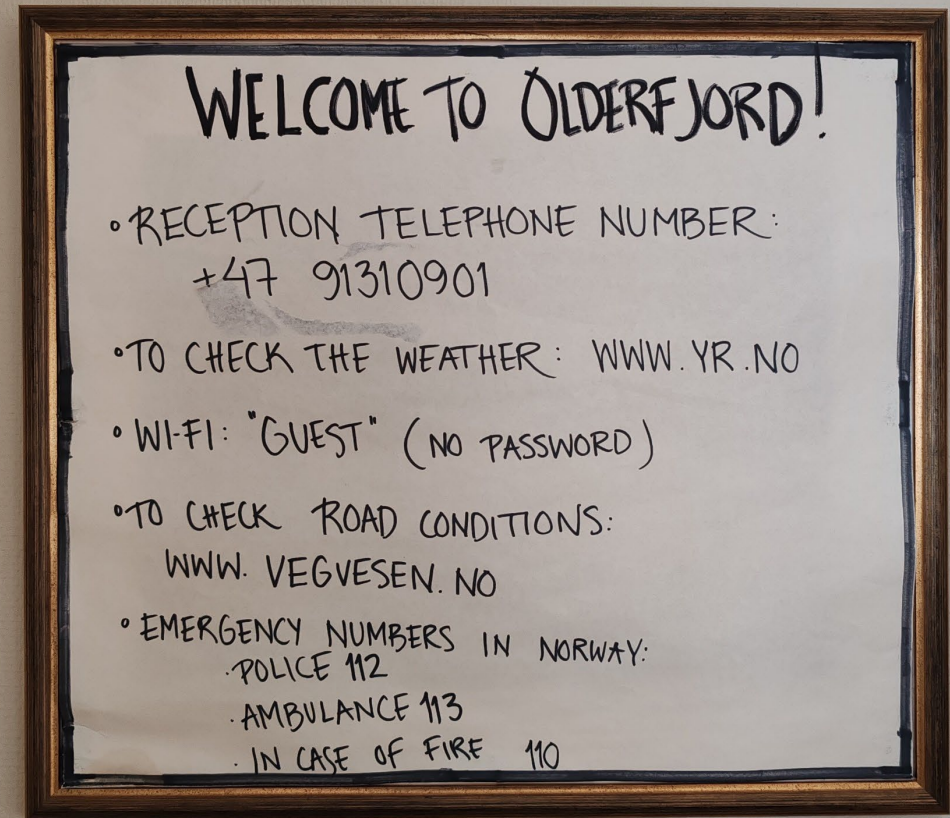 WELCOME TO OLDERFJORD!
• RECEPTION TELEPHONE NUMBER:
+47 91310901
• TO CHECK THE WEATHER: WWW.YR.NO
• WI-FI: "GUEST" (NO PASSWORD)
• TO CHECK ROAD CONDITIONS:
WWW.VEGVESEN.NO
• EMERGENCY NUMBERS IN NORWAY:
· POLICE 112
· AMBULANCE 113
· IN CASE OF FIRE 110